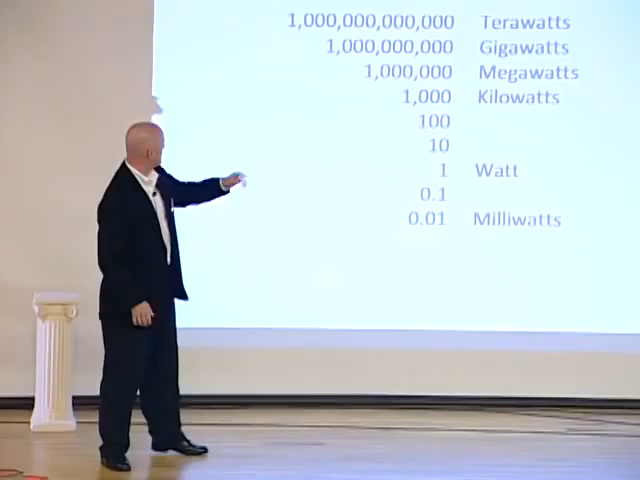 1,000,000,000,000 Terawatts
1,000,000,000 Gigawatts
1,000,000 Megawatts
1,000 Kilowatts
100
10
1 Watt
0.1
0.01 Milliwatts